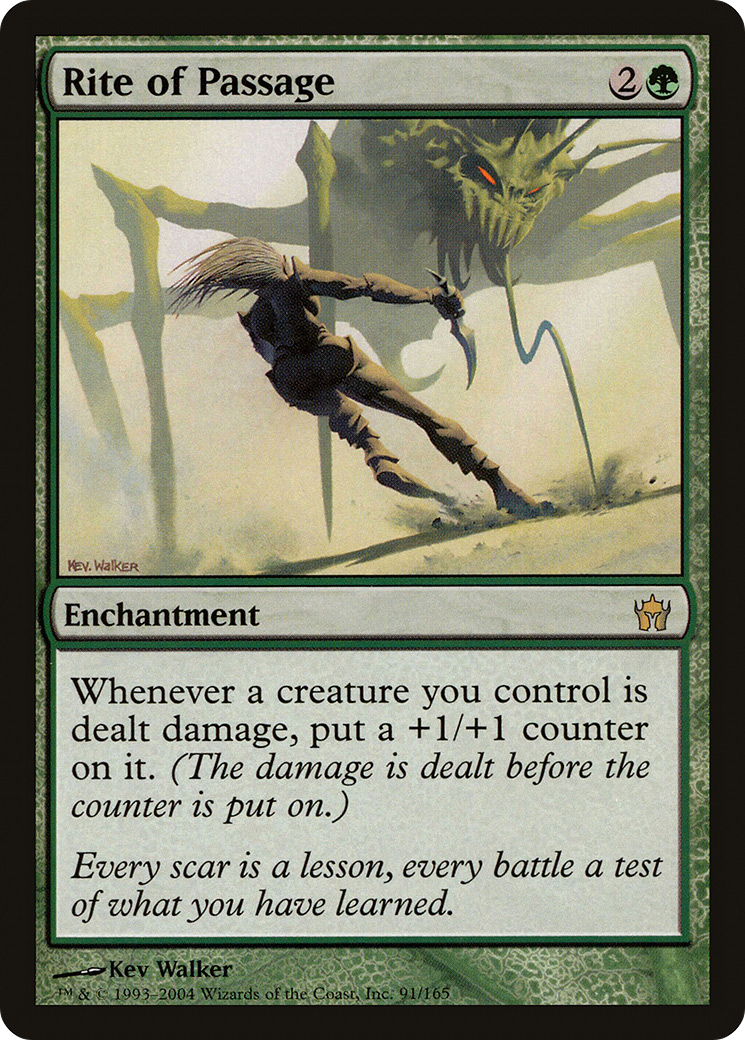 Rite of Passage 2
KEV. WALKER
Enchantment
Whenever a creature you control is
dealt damage, put a +1/+1 counter
on it. (The damage is dealt before the
counter is put on.)
Every scar is a lesson, every battle a test
of what you have learned.
Kev Walker
™ & © 1993–2004 Wizards of the Coast, Inc. 91/165